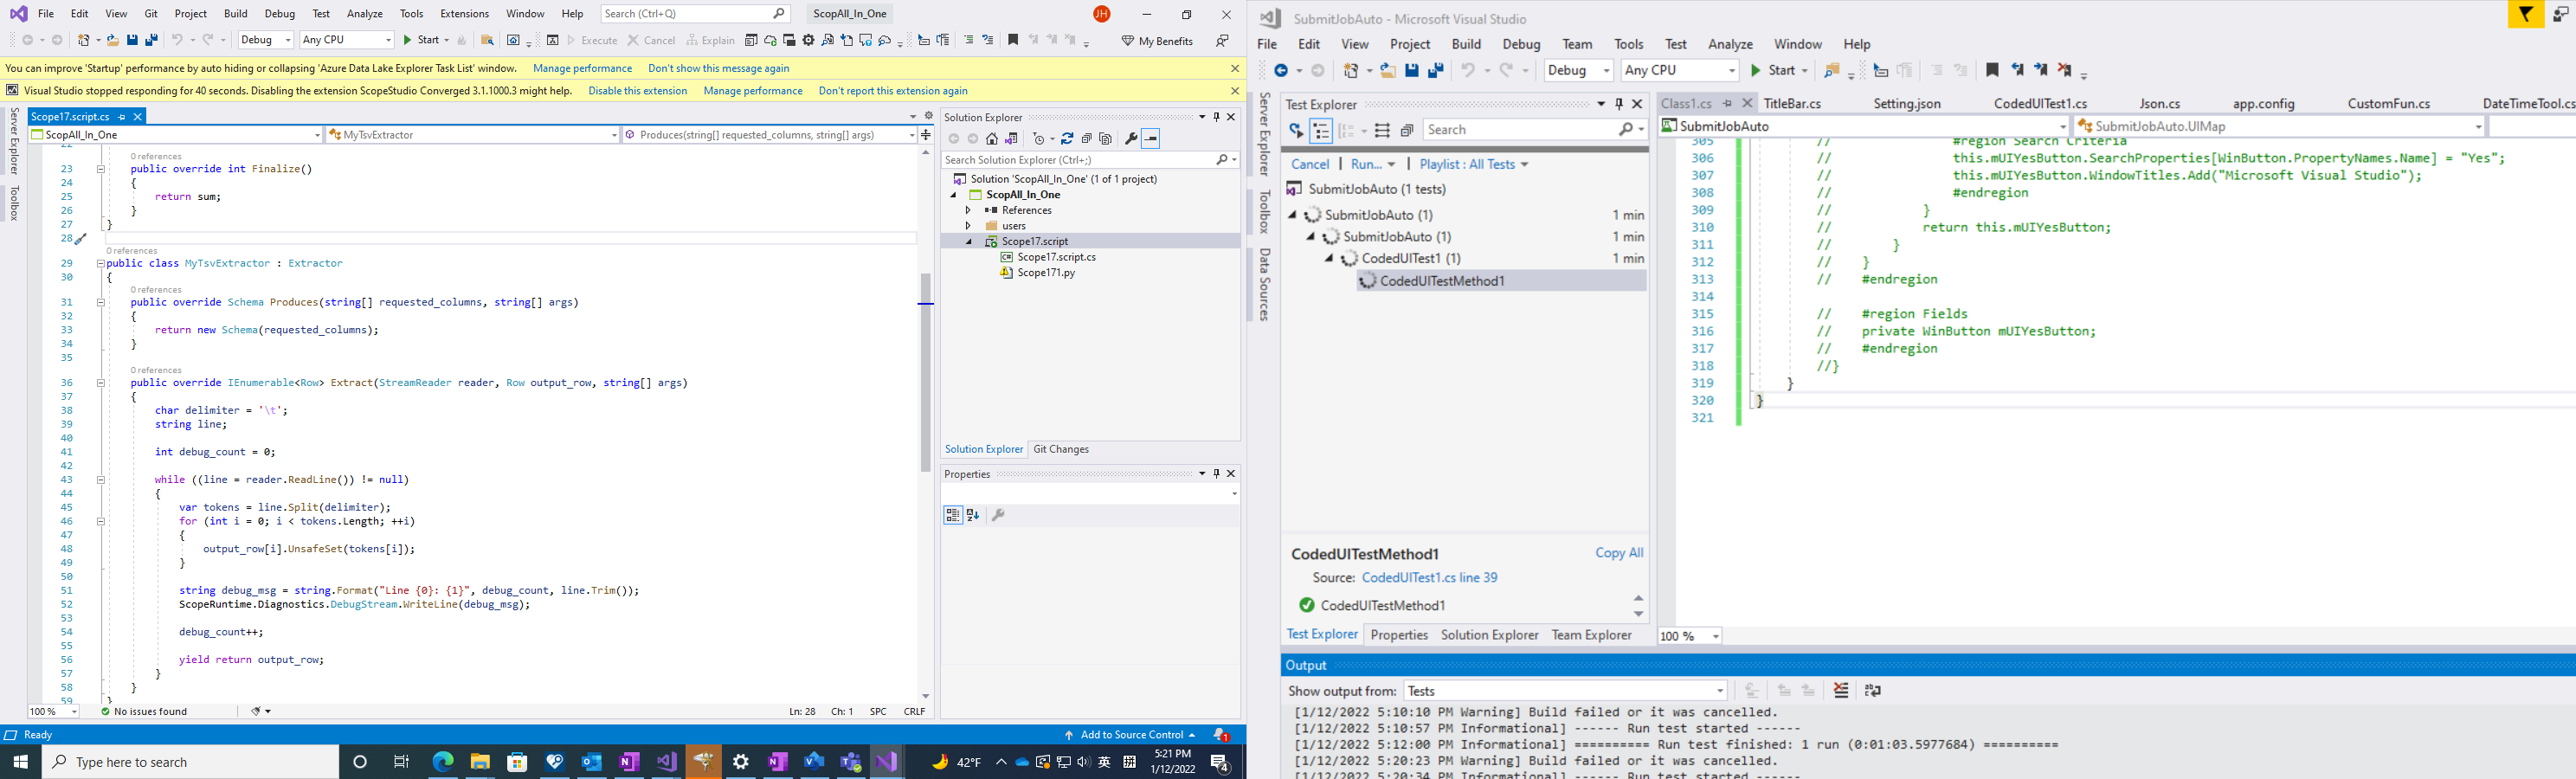 File Edit View Git Project Build Debug Test Analyze Tools Extensions Window Help Search (Ctrl+Q) ScopAll_In_One JH
Debug Any CPU Start Execute Cancel Explain My Benefits
You can improve 'Startup' performance by auto hiding or collapsing 'Azure Data Lake Explorer Task List' window. Manage performance Don't show this message again
Visual Studio stopped responding for 40 seconds. Disabling the extension ScopeStudio Converged 3.1.1000.3 might help. Disable this extension Manage performance Don't report this extension again
Server Explorer
Toolbox
Scope17.script.cs
ScopAll_In_One MyTsvExtractor Produces(string[] requested_columns, string[] args)
22
0 references
23 public override int Finalize()
24 {
25 return sum;
26 }
27 }
28
0 references
29 public class MyTsvExtractor : Extractor
30 {
0 references
31 public override Schema Produces(string[] requested_columns, string[] args)
32 {
33 return new Schema(requested_columns);
34 }
35
0 references
36 public override IEnumerable<Row> Extract(StreamReader reader, Row output_row, string[] args)
37 {
38 char delimiter = '\t';
39 string line;
40
41 int debug_count = 0;
42
43 while ((line = reader.ReadLine()) != null)
44 {
45 var tokens = line.Split(delimiter);
46 for (int i = 0; i < tokens.Length; ++i)
47 {
48 output_row[i].UnsafeSet(tokens[i]);
49 }
50
51 string debug_msg = string.Format("Line {0}: {1}", debug_count, line.Trim());
52 ScopeRuntime.Diagnostics.DebugStream.WriteLine(debug_msg);
53
54 debug_count++;
55
56 yield return output_row;
57 }
58 }
59 }
100 % No issues found Ln: 28 Ch: 1 SPC CRLF
Solution Explorer
Search Solution Explorer (Ctrl+;)
Solution 'ScopAll_In_One' (1 of 1 project)
ScopAll_In_One
References
users
Scope17.script
Scope17.script.cs
Scope171.py
Solution Explorer Git Changes
Properties
Ready Add to Source Control 1
Type here to search 42°F 英 5:21 PM
1/12/2022 4
SubmitJobAuto - Microsoft Visual Studio
File Edit View Project Build Debug Team Tools Test Analyze Window Help
Debug Any CPU Start
Server Explorer
Toolbox
Data Sources
Test Explorer
Search
Cancel | Run... | Playlist : All Tests
SubmitJobAuto (1 tests)
SubmitJobAuto (1) 1 min
SubmitJobAuto (1) 1 min
CodedUITest1 (1) 1 min
CodedUITestMethod1
CodedUITestMethod1 Copy All
Source: CodedUITest1.cs line 39
CodedUITestMethod1
Test Explorer Properties Solution Explorer Team Explorer
Class1.cs TitleBar.cs Setting.json CodedUITest1.cs Json.cs app.config CustomFun.cs DateTimeTool.cs
SubmitJobAuto SubmitJobAuto.UIMap
305 // #region Search Criteria
306 // this.mUIYesButton.SearchProperties[WinButton.PropertyNames.Name] = "Yes";
307 // this.mUIYesButton.WindowTitles.Add("Microsoft Visual Studio");
308 // #endregion
309 // }
310 // return this.mUIYesButton;
311 // }
312 // }
313 // #endregion
314
315 // #region Fields
316 // private WinButton mUIYesButton;
317 // #endregion
318 //}
319 }
320 }
321
100 %
Output
Show output from: Tests
[1/12/2022 5:10:10 PM Warning] Build failed or it was cancelled.
[1/12/2022 5:10:57 PM Informational] ------ Run test started ------
[1/12/2022 5:12:00 PM Informational] ========== Run test finished: 1 run (0:01:03.5977684) ==========
[1/12/2022 5:20:23 PM Warning] Build failed or it was cancelled.
[1/12/2022 5:20:34 PM Informational] ------ Run test started ------